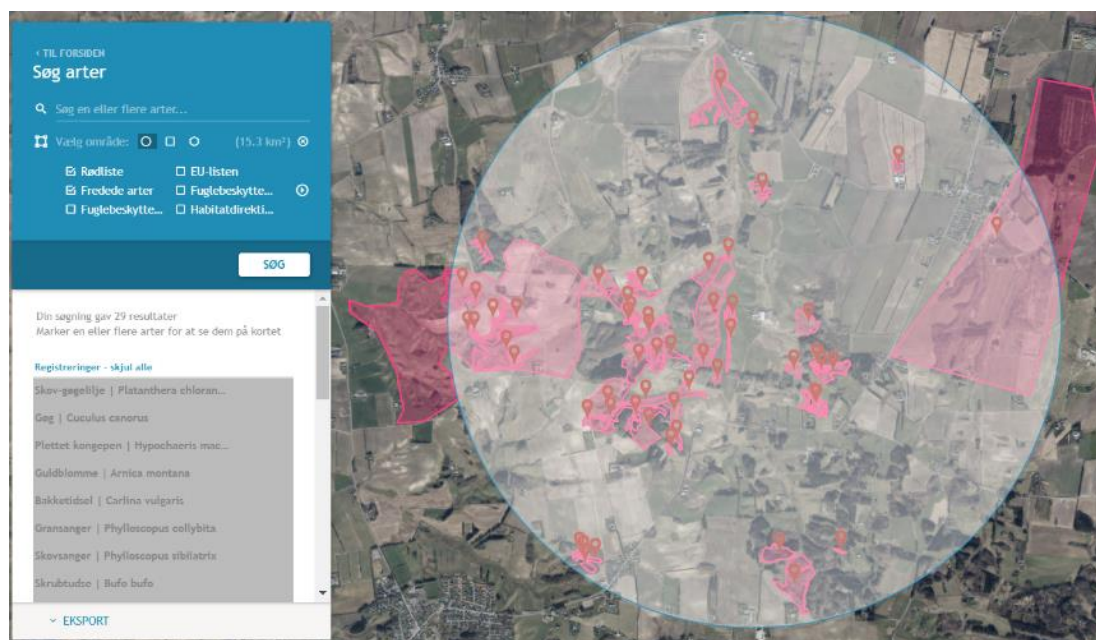 ‹ TIL FORSIDEN
Søg arter
Søg en eller flere arter...
Vælg område: (15.3 km²)
Rødliste EU-listen
Fredede arter Fuglebeskytte...
Fuglebeskytte... Habitatdirekti...
SØG
Din søgning gav 29 resultater
Marker en eller flere arter for at se dem på kortet
Registreringer - skjul alle
Skov-gøgelilje | Platanthera chloran...
Gøg | Cuculus canorus
Plettet kongepen | Hypochaeris mac...
Guldblomme | Arnica montana
Bakketidsel | Carlina vulgaris
Gransanger | Phylloscopus collybita
Skovsanger | Phylloscopus sibilatrix
Skrubtudse | Bufo bufo
EKSPORT